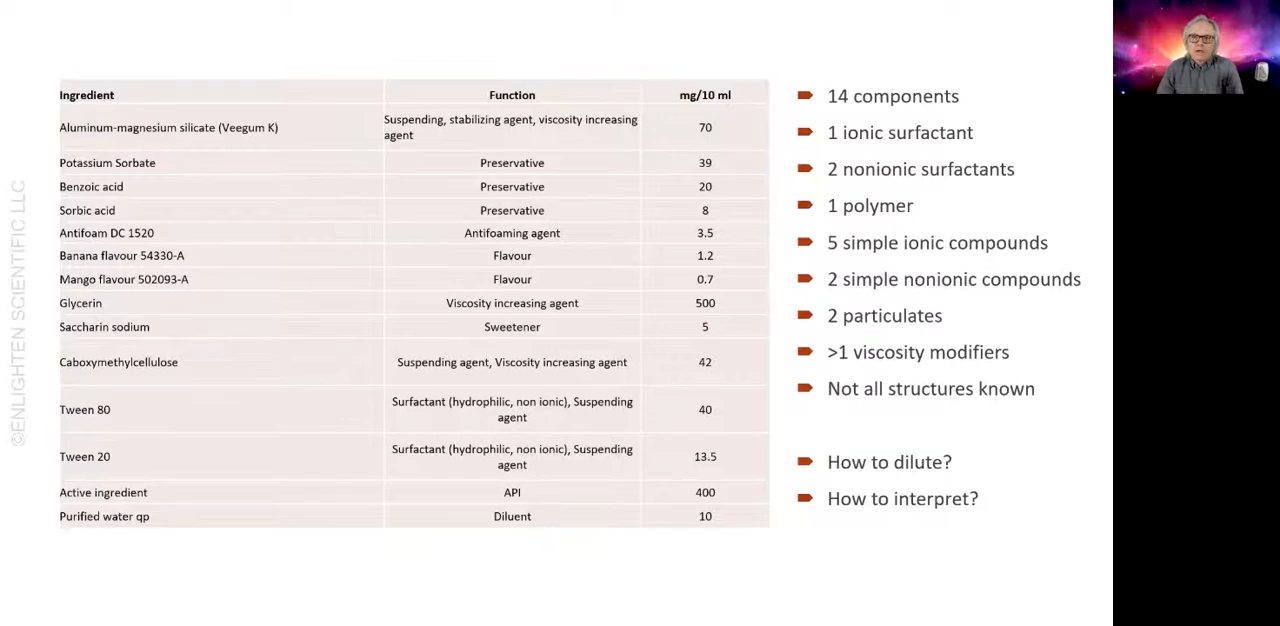 Ingredient Function mg/10 ml
Aluminum-magnesium silicate (Veegum K) Suspending, stabilizing agent, viscosity increasing agent 70
Potassium Sorbate Preservative 39
Benzoic acid Preservative 20
Sorbic acid Preservative 8
Antifoam DC 1520 Antifoaming agent 3.5
Banana flavour 54330-A Flavour 1.2
Mango flavour 502093-A Flavour 0.7
Glycerin Viscosity increasing agent 500
Saccharin sodium Sweetener 5
Caboxymethylcellulose Suspending agent, Viscosity increasing agent 42
Tween 80 Surfactant (hydrophilic, non ionic), Suspending agent 40
Tween 20 Surfactant (hydrophilic, non ionic), Suspending agent 13.5
Active ingredient API 400
Purified water qp Diluent 10
14 components
1 ionic surfactant
2 nonionic surfactants
1 polymer
5 simple ionic compounds
2 simple nonionic compounds
2 particulates
>1 viscosity modifiers
Not all structures known
How to dilute?
How to interpret?
©ENLIGHTEN SCIENTIFIC LLC